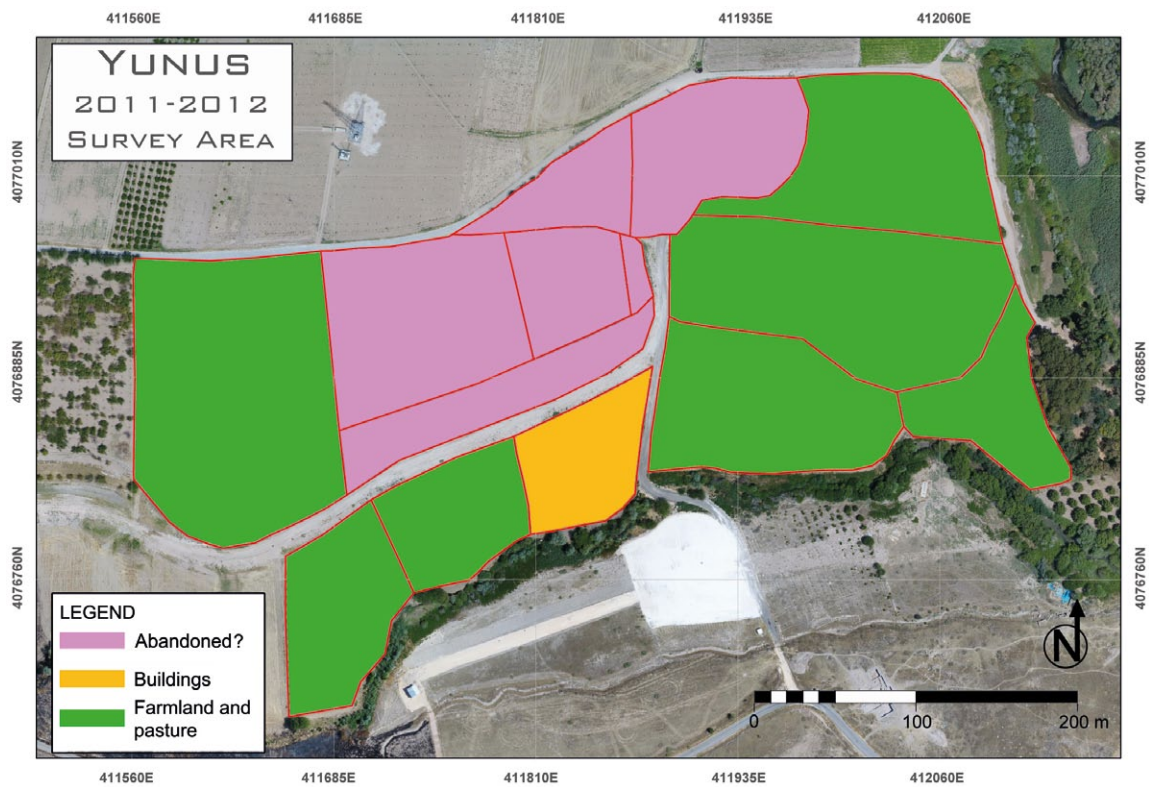 411560E 411685E 411810E 411935E 412060E
YUNUS
2011-2012
SURVEY AREA
4077010N 4077010N
4076885N 4076885N
4076760N 4076760N
LEGEND
Abandoned?
Buildings
Farmland and
pasture
N
0 100 200 m
411560E 411685E 411810E 411935E 412060E